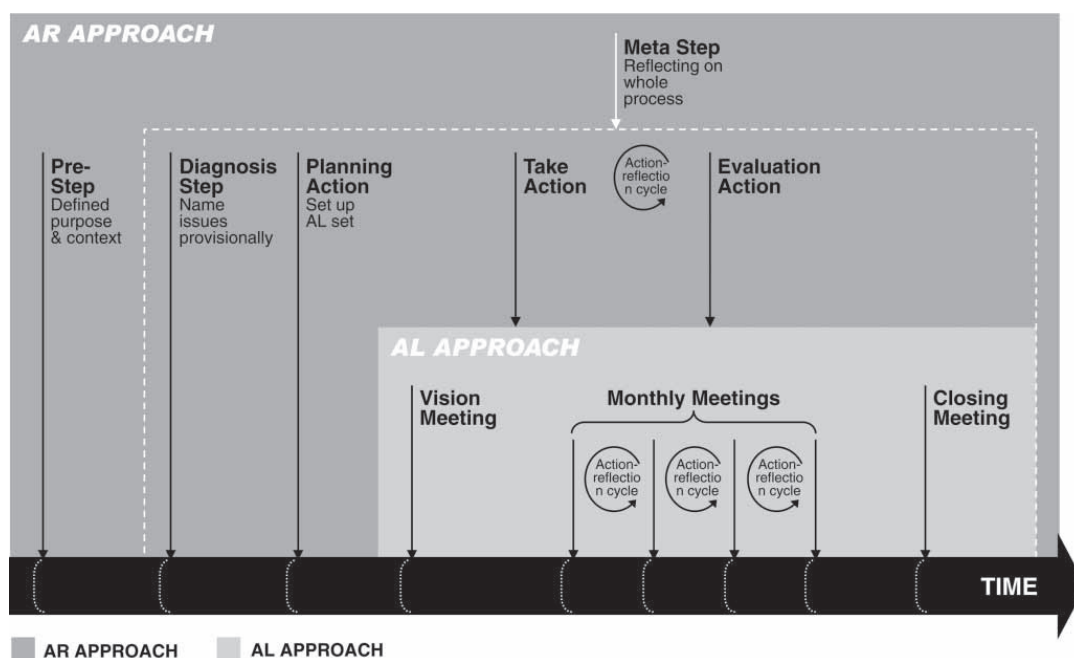 AR APPROACH
Meta Step
Reflecting on
whole
process
Pre-
Step
Defined
purpose
& context
Diagnosis
Step
Name
issues
provisionally
Planning
Action
Set up
AL set
Take
Action
Action-
reflectio
n cycle
Evaluation
Action
AL APPROACH
Vision
Meeting
Monthly Meetings
Action-
reflectio
n cycle
Action-
reflectio
n cycle
Action-
reflectio
n cycle
Closing
Meeting
TIME
AR APPROACH
AL APPROACH